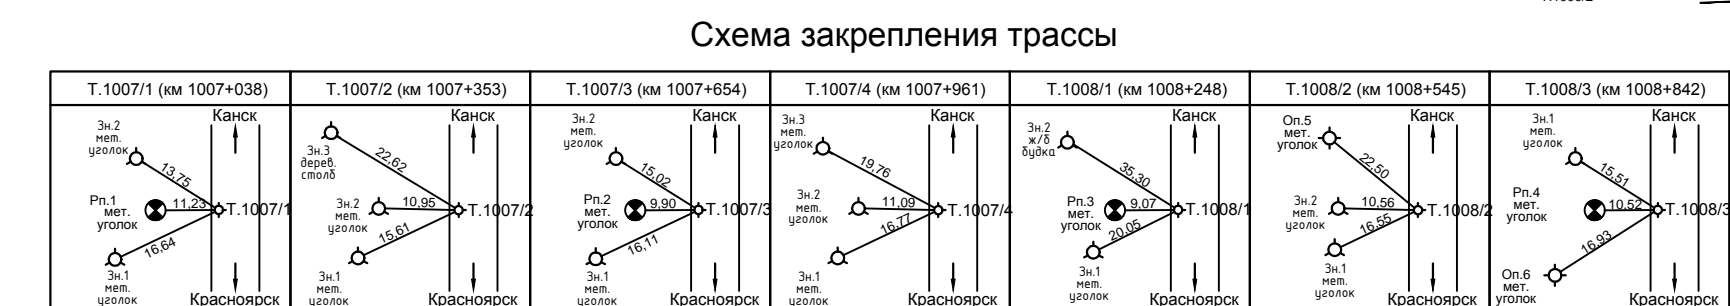 Схема закрепления трассы
Т.1007/1 (км 1007+038)
Канск
Зн.2
мет.
уголок
13,75
Рп.1
мет.
уголок
11,23
Т.1007/1
16,64
Зн.1
мет.
уголок
Красноярск
Т.1007/2 (км 1007+353)
Канск
Зн.3
дерев.
столб
22,62
Зн.2
мет.
уголок
10,95
Т.1007/2
15,61
Зн.1
мет.
уголок
Красноярск
Т.1007/3 (км 1007+654)
Канск
Зн.2
мет.
уголок
15,02
Рп.2
мет.
уголок
9,90
Т.1007/3
16,11
Зн.1
мет.
уголок
Красноярск
Т.1007/4 (км 1007+961)
Канск
Зн.3
мет.
уголок
19,76
Зн.2
мет.
уголок
11,09
Т.1007/4
16,77
Зн.1
мет.
уголок
Красноярск
Т.1008/1 (км 1008+248)
Канск
Зн.2
ж/б
будка
35,30
Рп.3
мет.
уголок
9,07
Т.1008/1
20,05
Зн.1
мет.
уголок
Красноярск
Т.1008/2 (км 1008+545)
Канск
Оп.5
мет.
уголок
22,50
Зн.2
мет.
уголок
10,56
Т.1008/2
16,55
Зн.1
мет.
уголок
Красноярск
Т.1008/3 (км 1008+842)
Канск
Зн.1
мет.
уголок
15,51
Рп.4
мет.
уголок
10,52
Т.1008/3
16,93
Оп.6
мет.
уголок
Красноярск